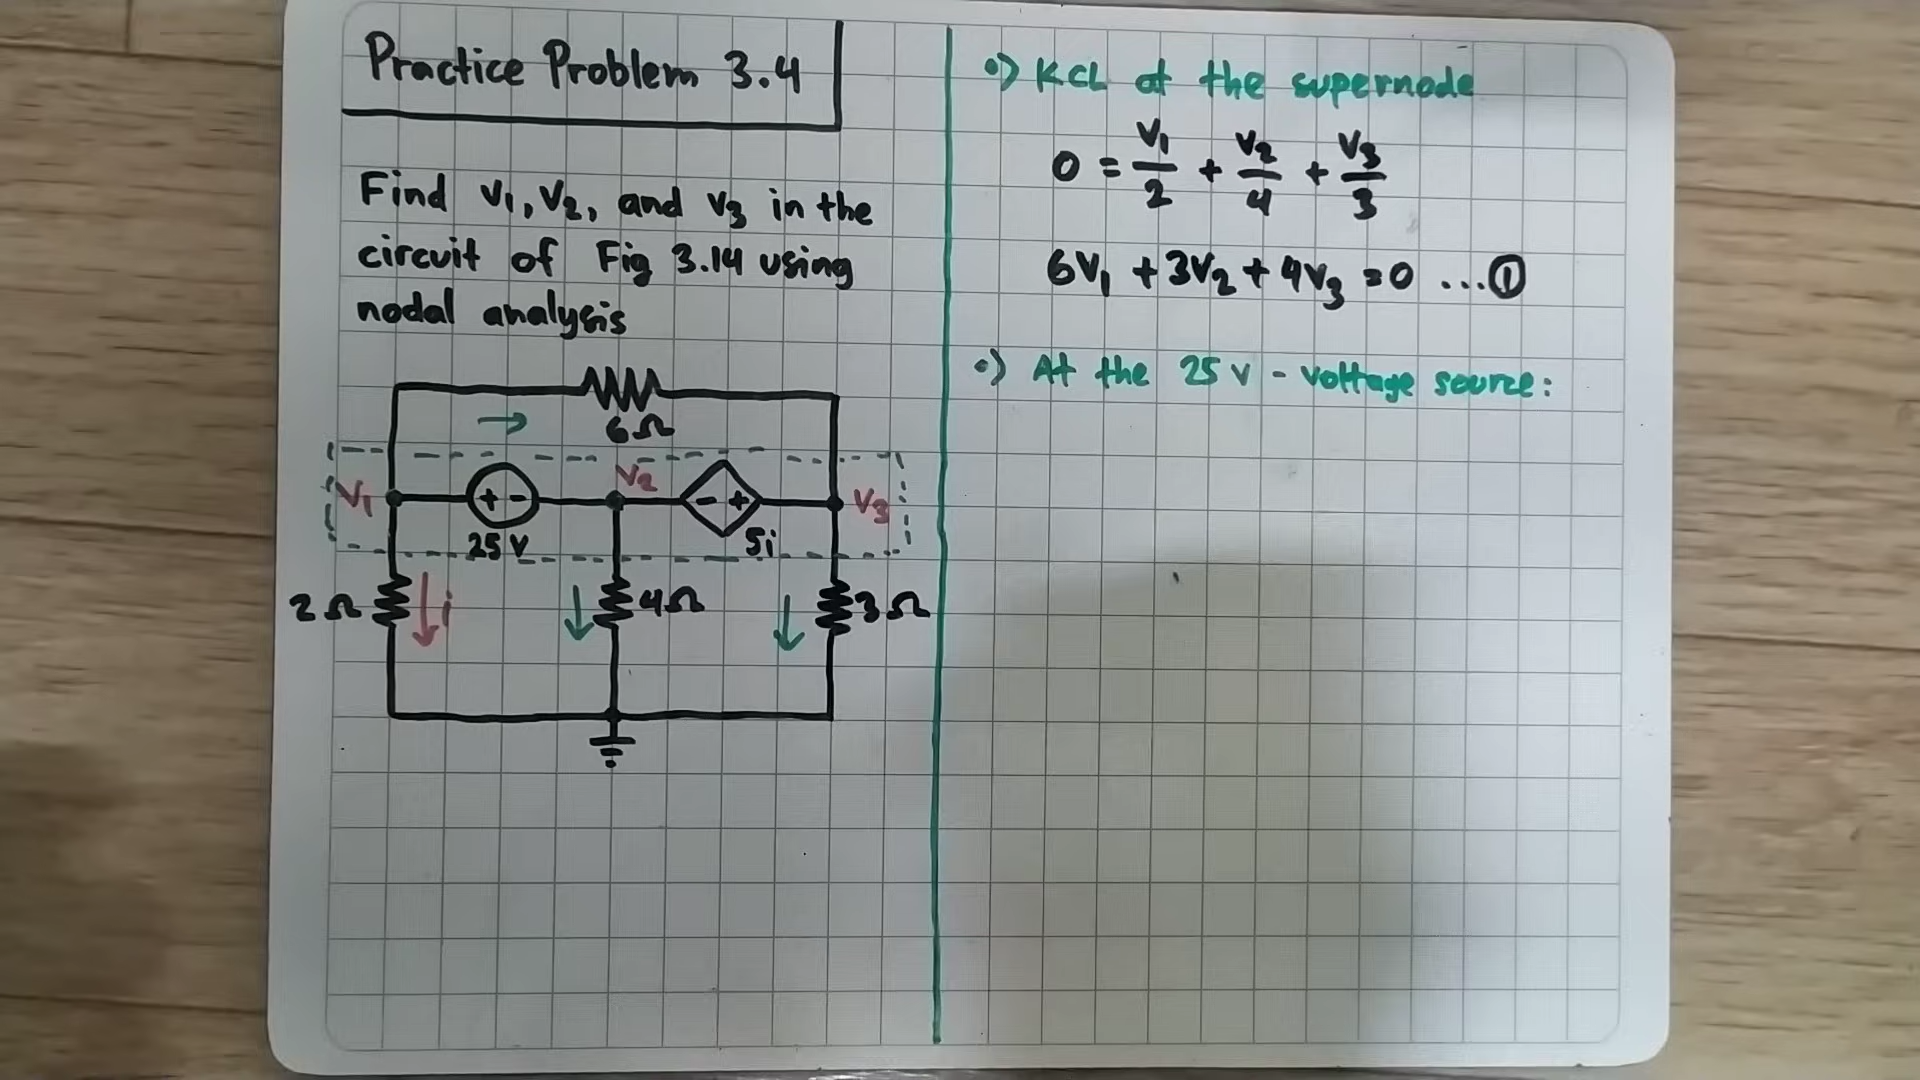 Practice Problem 3.4
Find V1, V2, and V3 in the
circuit of Fig 3.14 using
nodal analysis
6Ω
V1
+ -
25 V
V2
- +
5i
V3
2Ω
i
4Ω
3Ω
•) KCL at the supernode
0 = V1/2 + V2/4 + V3/3
6V1 + 3V2 + 4V3 = 0 ...①
•) At the 25 V - voltage source: